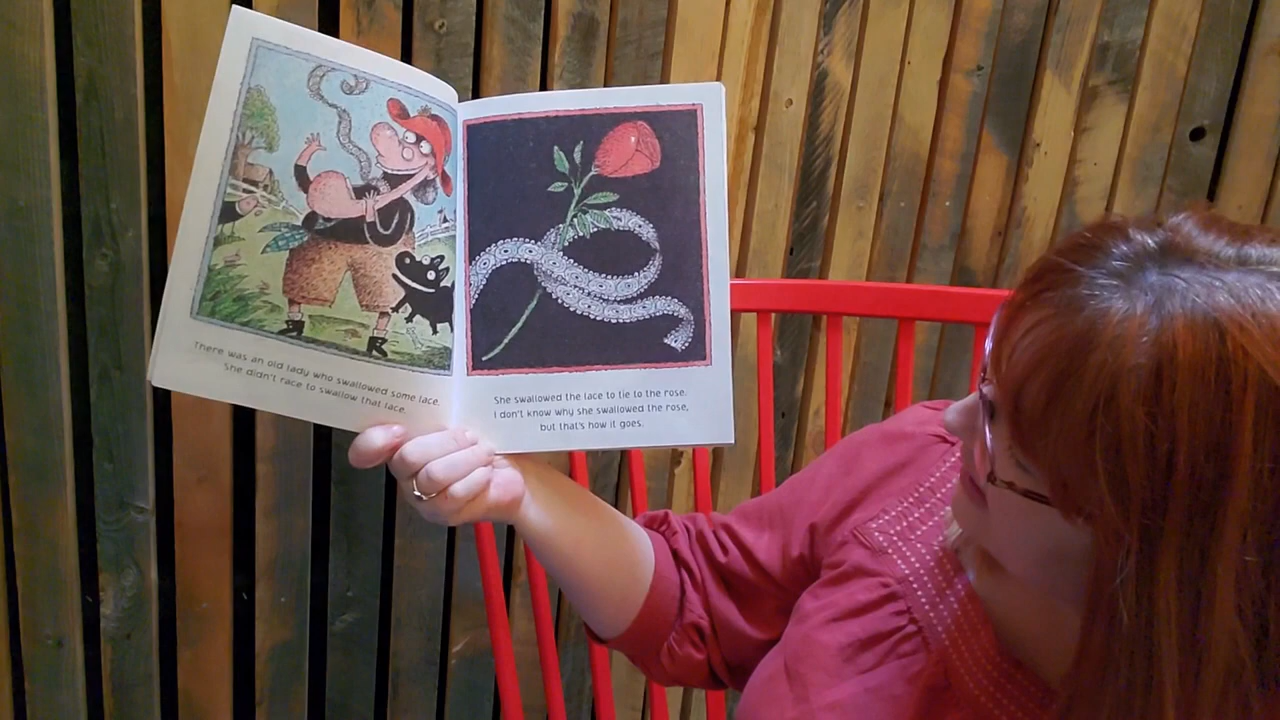 There was an old lady who swallowed some lace.
She didn't race to swallow that lace.
She swallowed the lace to tie to the rose.
I don't know why she swallowed the rose,
but that's how it goes.